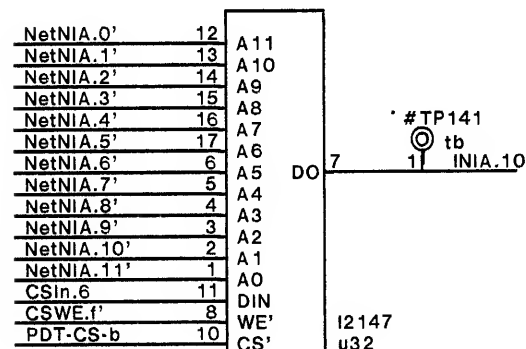 NetNIA.0' 12 A11
NetNIA.1' 13 A10
NetNIA.2' 14 A9
NetNIA.3' 15 A8
NetNIA.4' 16 A7
NetNIA.5' 17 A6
NetNIA.6' 6 A5
NetNIA.7' 5 A4
NetNIA.8' 4 A3
NetNIA.9' 3 A2
NetNIA.10' 2 A1
NetNIA.11' 1 A0
CSIn.6 11 DIN
CSWE.f' 8 WE'
PDT-CS-b 10 CS'
#TP141
tb
DO 7 1 INIA.10
I2147
u32